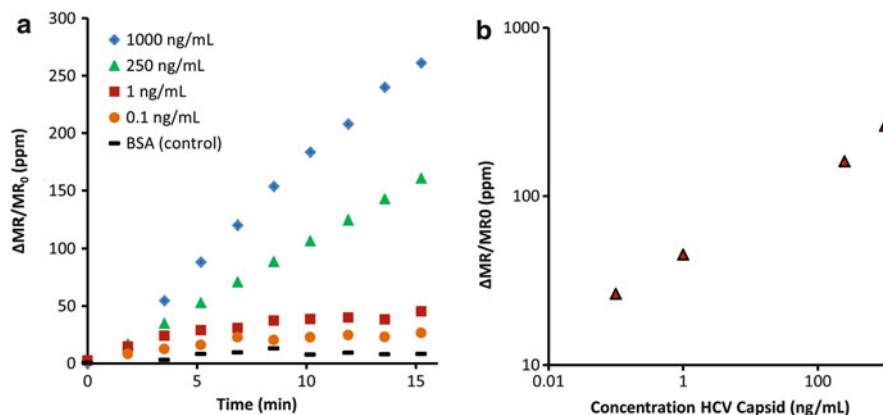 a
300
250
200
150
100
50
0
ΔMR/MR₀ (ppm)
1000 ng/mL
250 ng/mL
1 ng/mL
0.1 ng/mL
BSA (control)
0 5 10 15
Time (min)
b
1000
100
10
ΔMR/MR0 (ppm)
0.01 1 100
Concentration HCV Capsid (ng/mL)